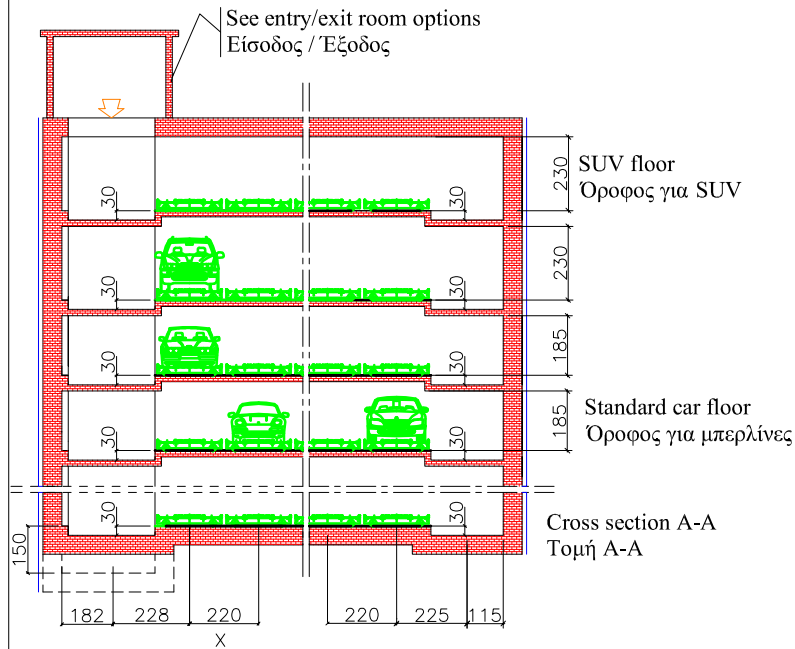 See entry/exit room options
Είσοδος / Έξοδος
230
SUV floor
Όροφος για SUV
30
30
230
30
30
185
30
30
185
Standard car floor
Όροφος για μπερλίνες
30
30
30
30
Cross section A-A
Τομή A-A
150
182
228
220
220
225
115
X